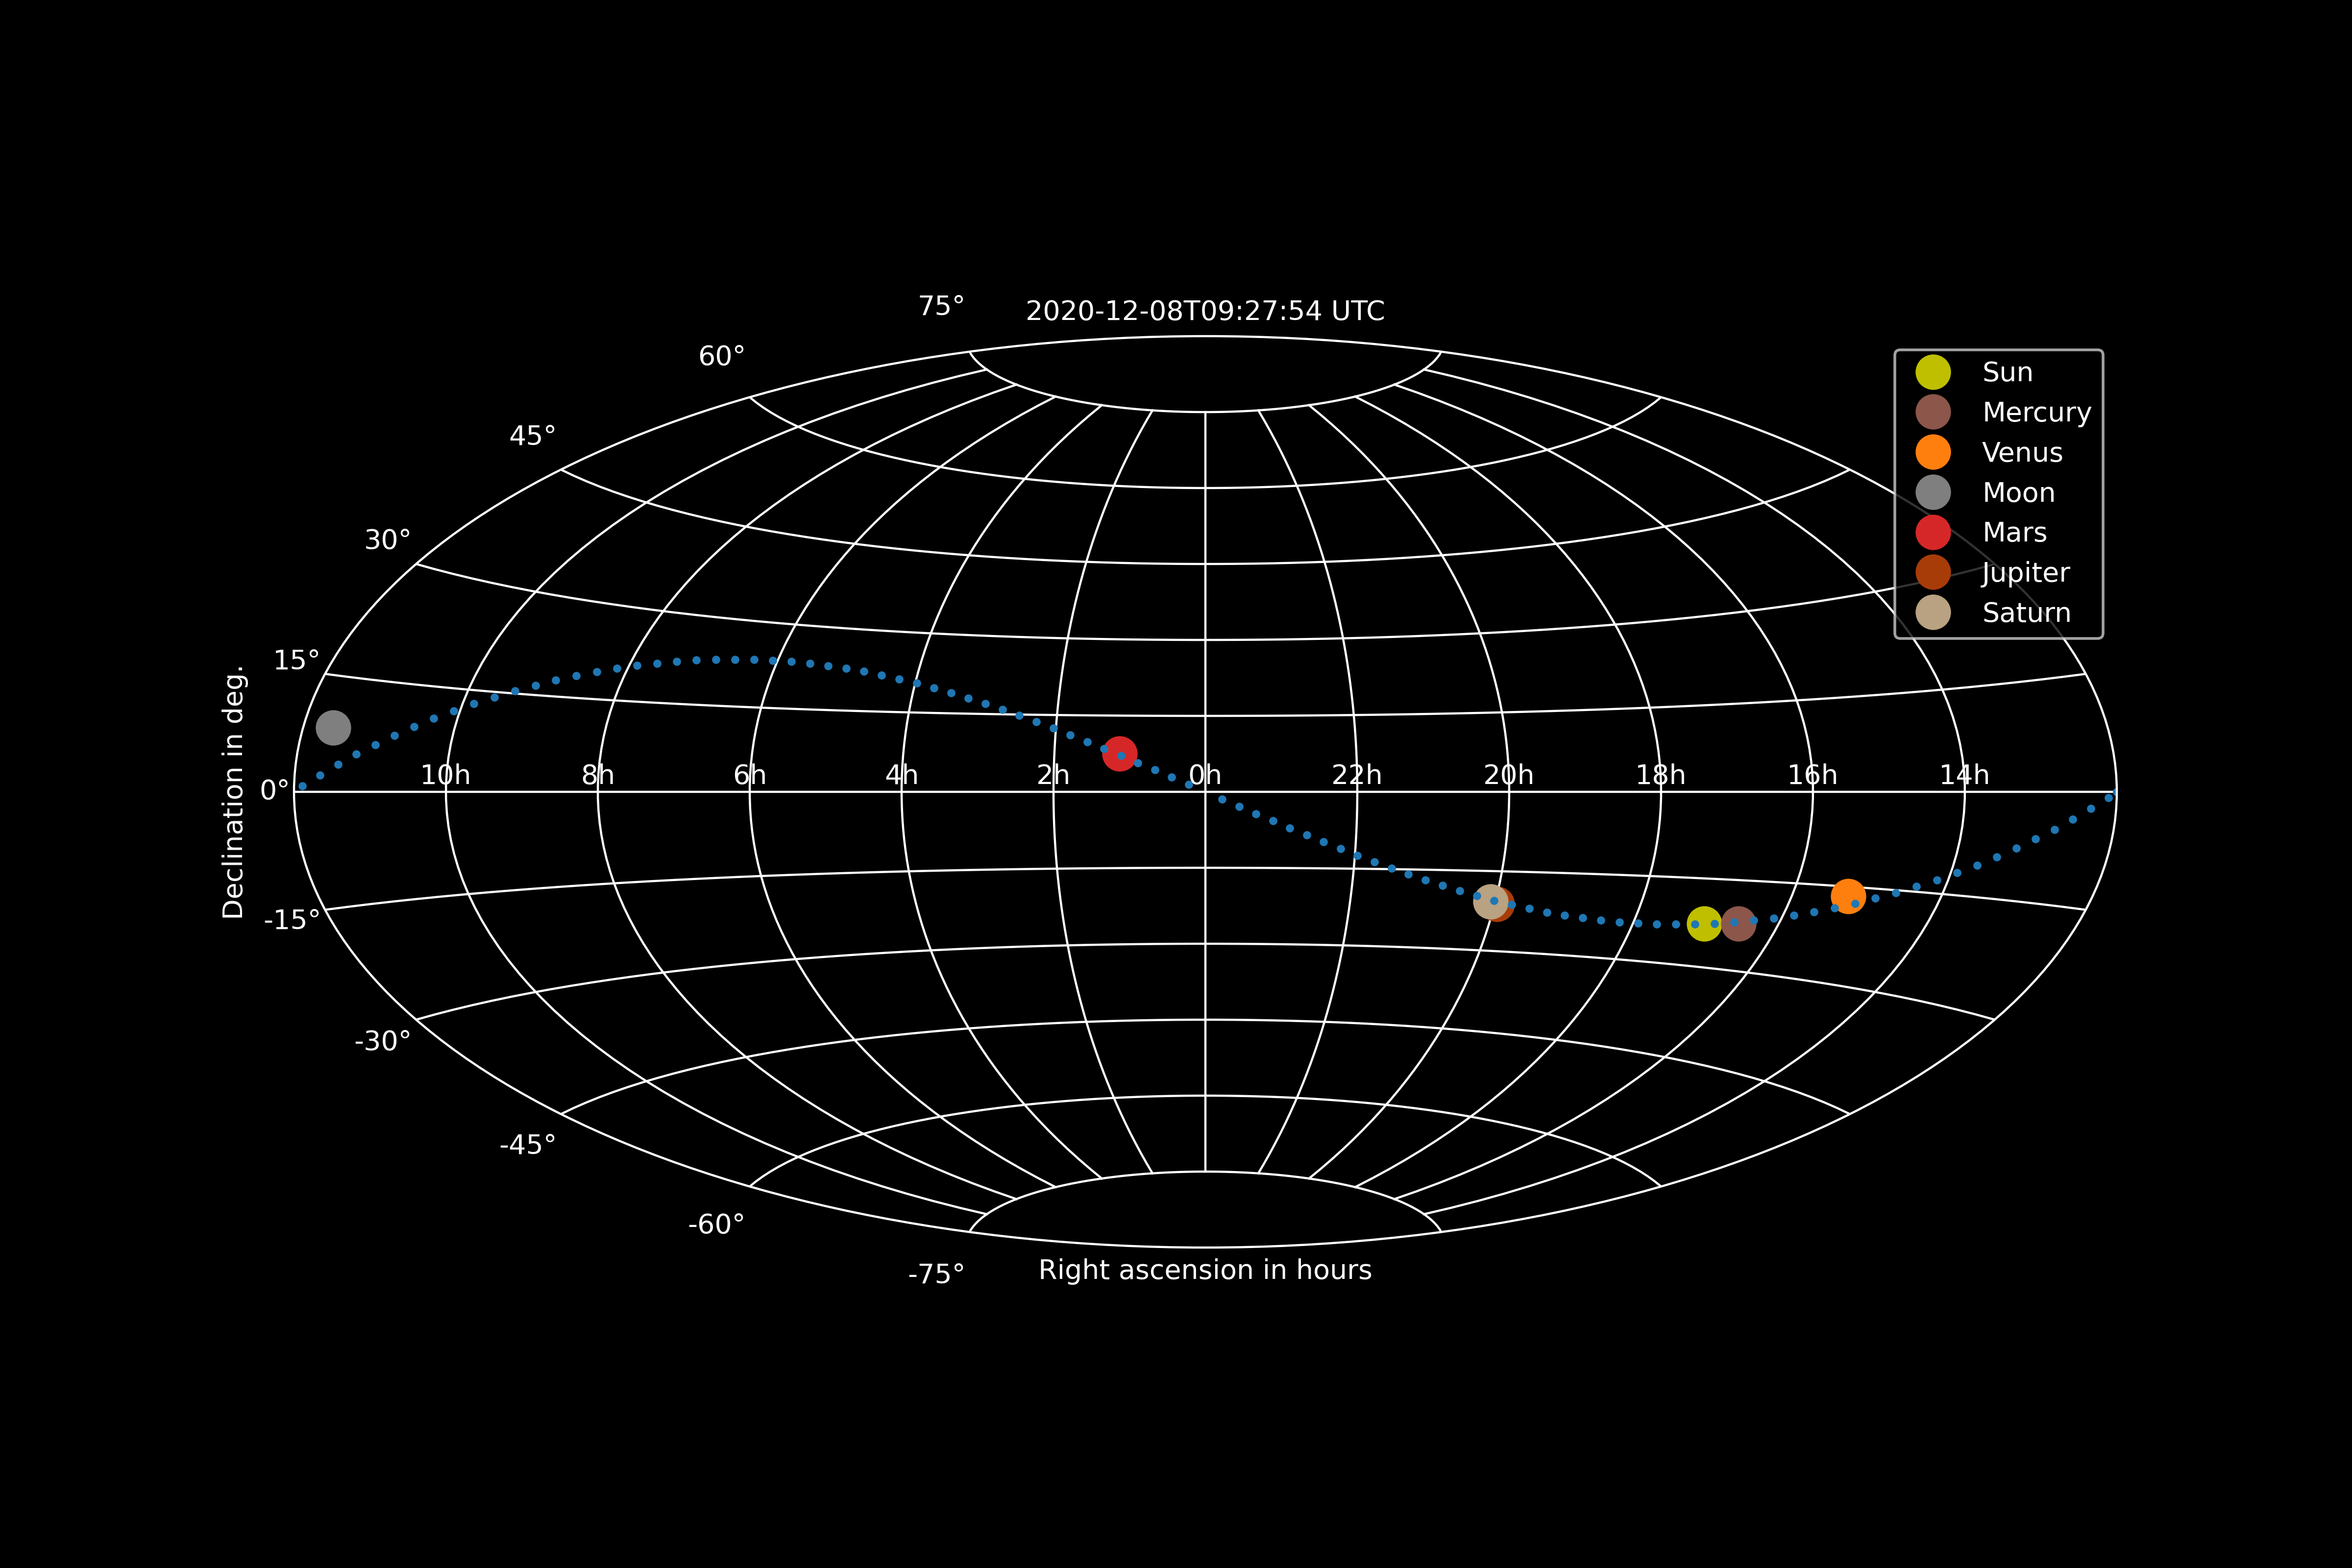 75°
2020-12-08T09:27:54 UTC
60°
45°
30°
15°
0°
-15°
-30°
-45°
-60°
-75°
Declination in deg.
10h 8h 6h 4h 2h 0h 22h 20h 18h 16h 14h
Right ascension in hours
Sun
Mercury
Venus
Moon
Mars
Jupiter
Saturn